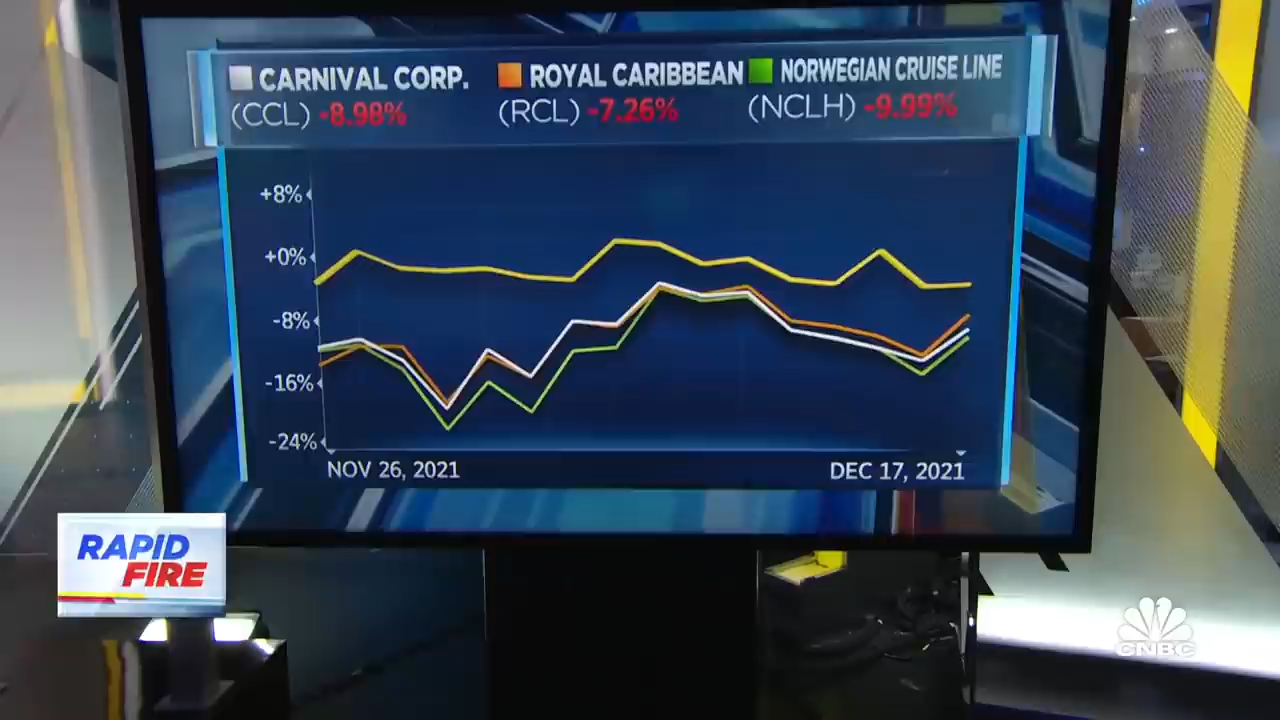 CARNIVAL CORP.
(CCL) -8.98%
ROYAL CARIBBEAN
(RCL) -7.26%
NORWEGIAN CRUISE LINE
(NCLH) -9.99%
+8%
+0%
-8%
-16%
-24%
NOV 26, 2021
DEC 17, 2021
RAPID
FIRE
CNBC